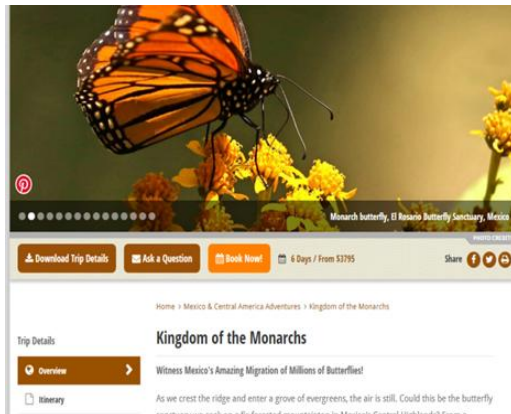 Monarch butterfly, El Rosario Butterfly Sanctuary, Mexico
PHOTO CREDIT
Download Trip Details
Ask a Question
Book Now!
6 Days / From $3795
Share
Home > Mexico & Central America Adventures > Kingdom of the Monarchs
Trip Details
Kingdom of the Monarchs
Overview
Witness Mexico's Amazing Migration of Millions of Butterflies!
Itinerary
As we crest the ridge and enter a grove of evergreens, the air is still. Could this be the butterfly